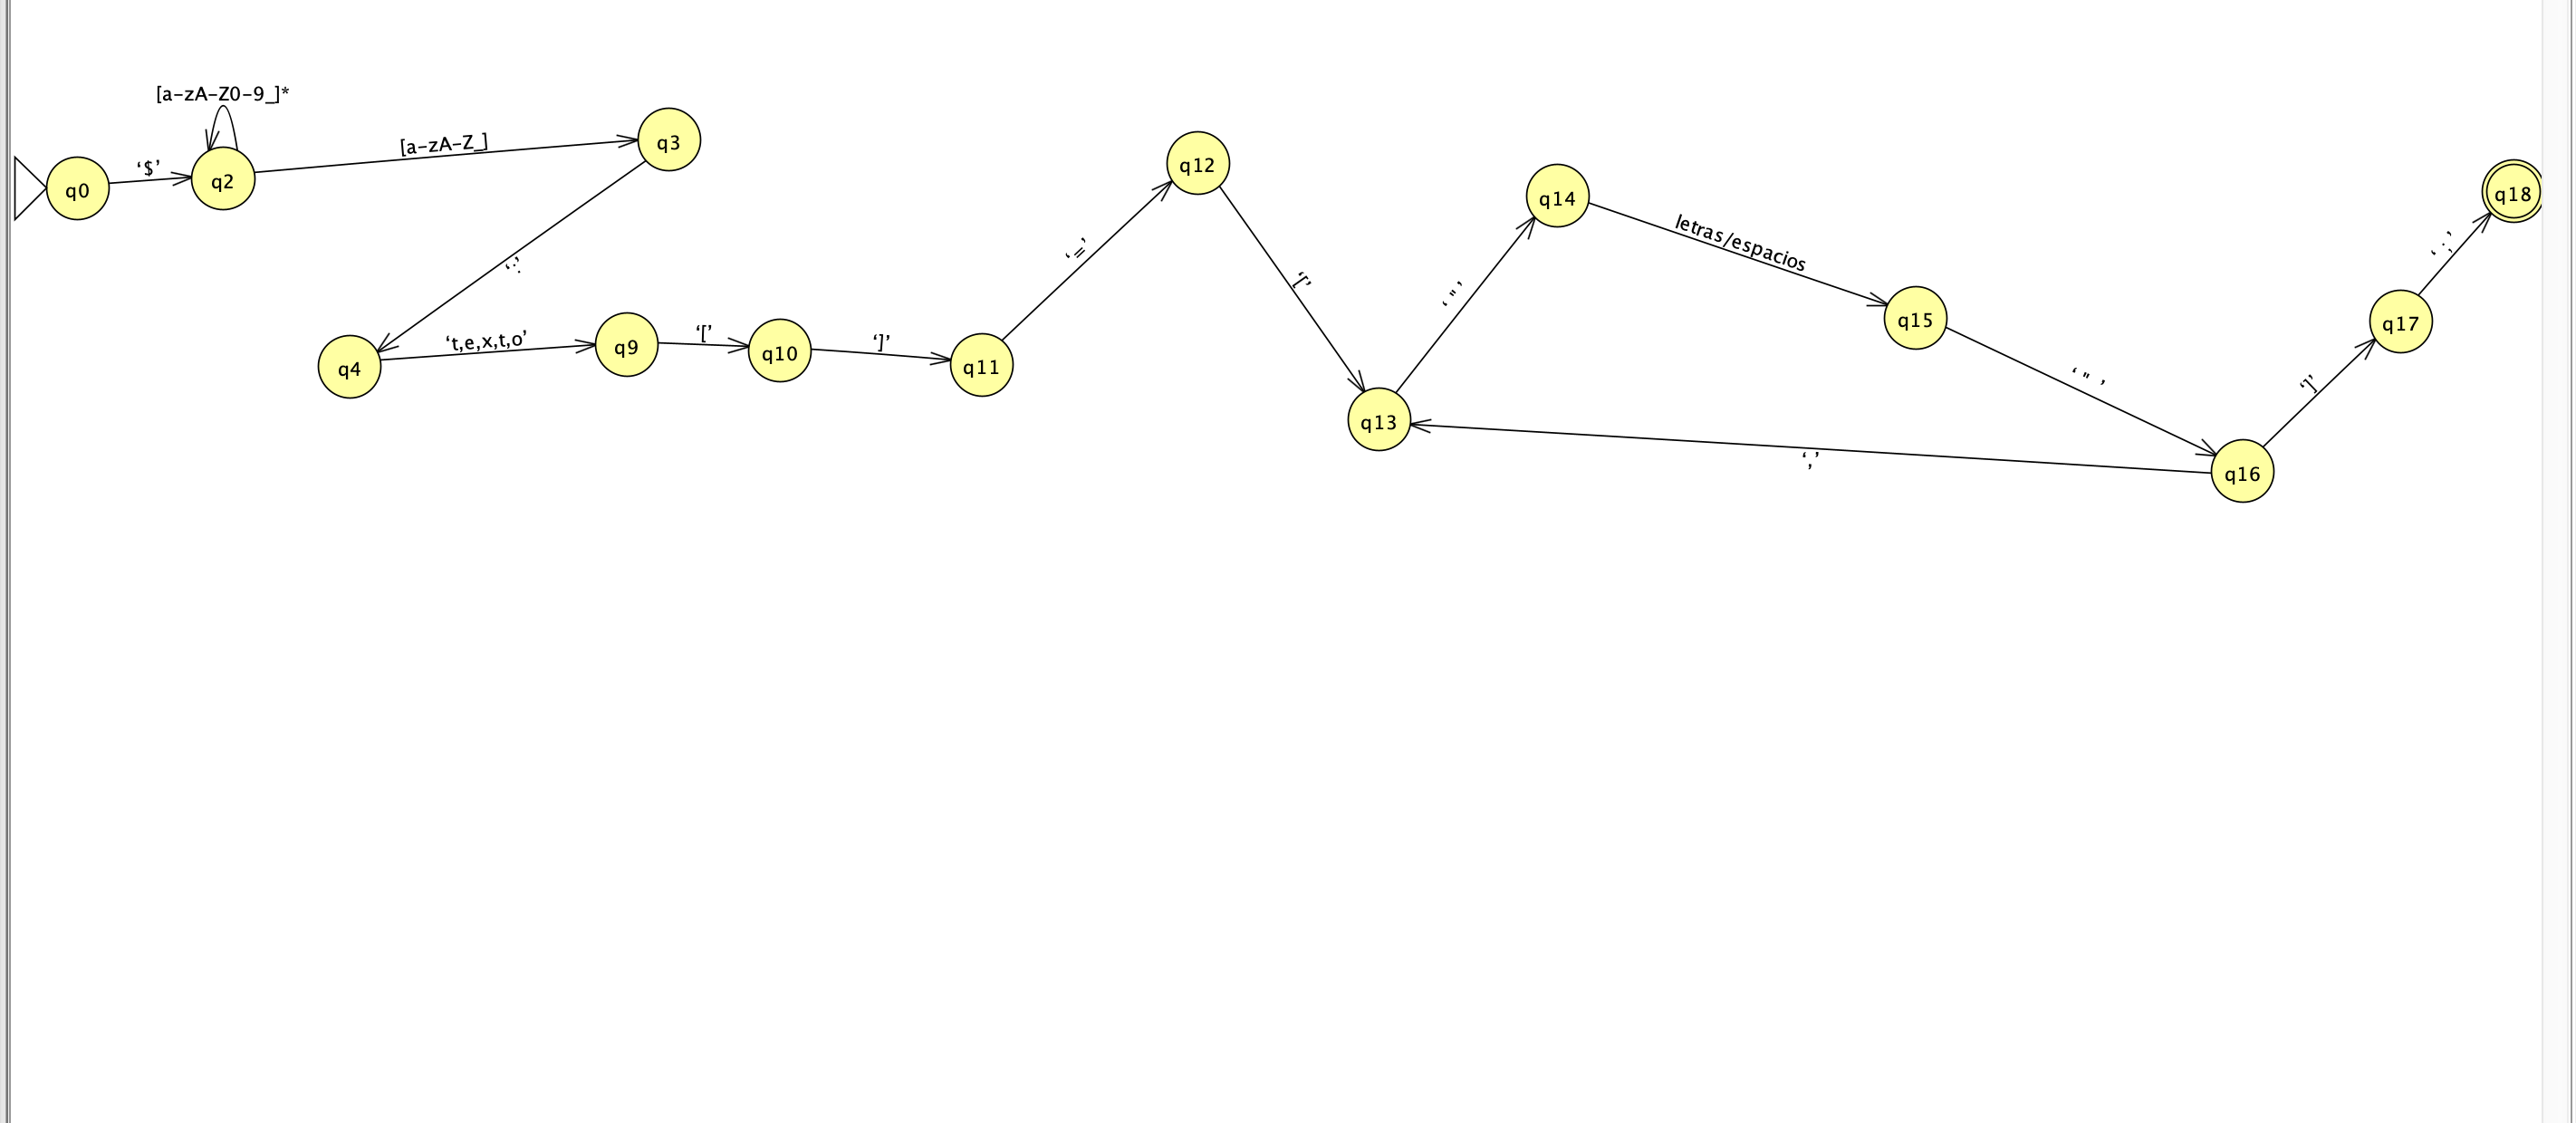 [a-zA-Z0-9_]*
q0
‘$’
q2
[a-zA-Z_]
q3
‘:’
q4
‘t,e,x,t,o’
q9
‘[’
q10
‘]’
q11
‘=’
q12
‘[’
q13
‘ " ’
q14
letras/espacios
q15
‘ " ’
q16
‘,’
‘]’
q17
‘ ;’
q18